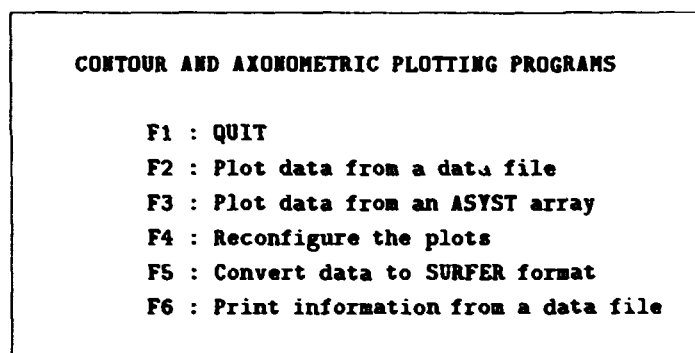 CONTOUR AND AXONOMETRIC PLOTTING PROGRAMS
F1 : QUIT
F2 : Plot data from a data file
F3 : Plot data from an ASYST array
F4 : Reconfigure the plots
F5 : Convert data to SURFER format
F6 : Print information from a data file